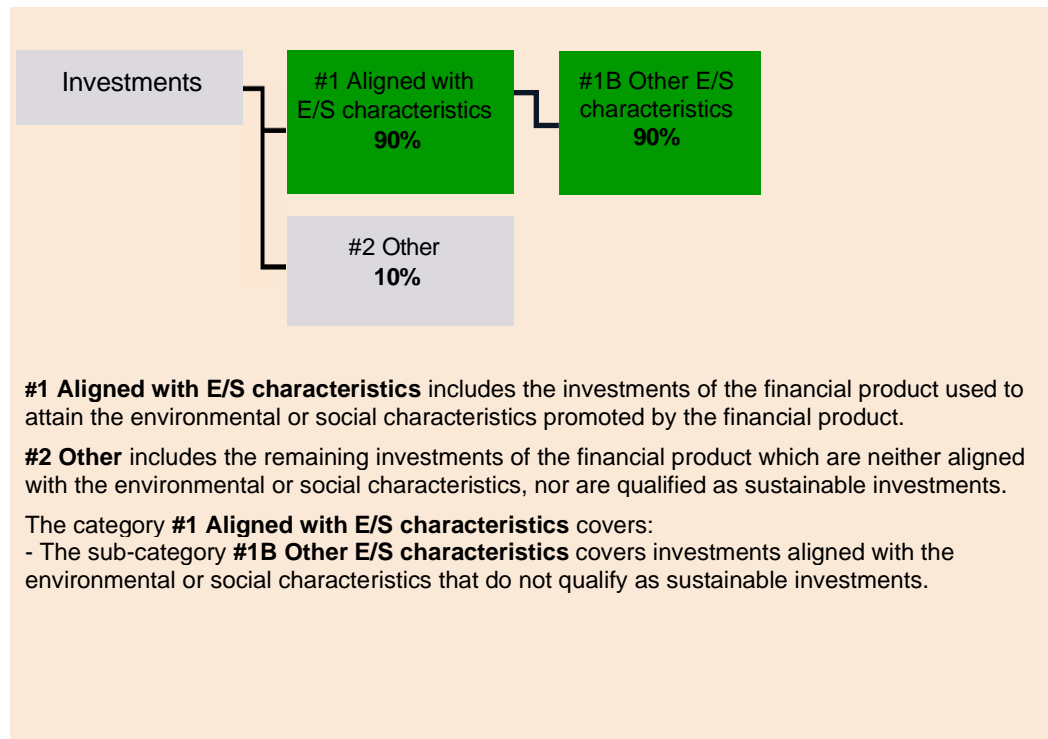 Investments
#1 Aligned with
E/S characteristics
90%
#1B Other E/S
characteristics
90%
#2 Other
10%
#1 Aligned with E/S characteristics includes the investments of the financial product used to
attain the environmental or social characteristics promoted by the financial product.
#2 Other includes the remaining investments of the financial product which are neither aligned
with the environmental or social characteristics, nor are qualified as sustainable investments.
The category #1 Aligned with E/S characteristics covers:
- The sub-category #1B Other E/S characteristics covers investments aligned with the
environmental or social characteristics that do not qualify as sustainable investments.